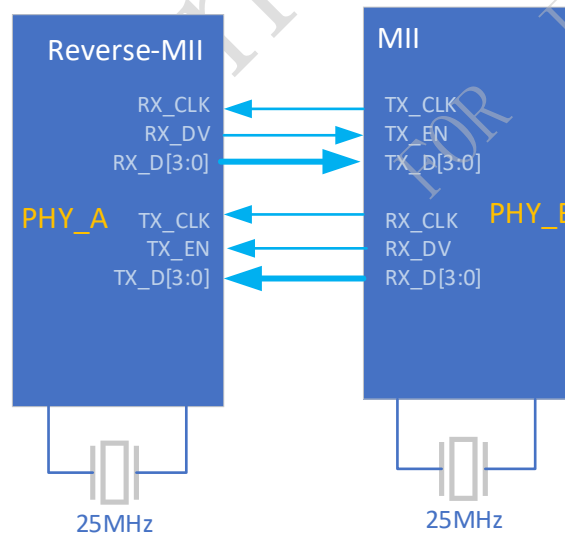 Reverse-MII
RX_CLK
RX_DV
RX_D[3:0]
PHY_A
TX_CLK
TX_EN
TX_D[3:0]
25MHz
MII
TX_CLK
TX_EN
TX_D[3:0]
RX_CLK
RX_DV
RX_D[3:0]
25MHz
FOR